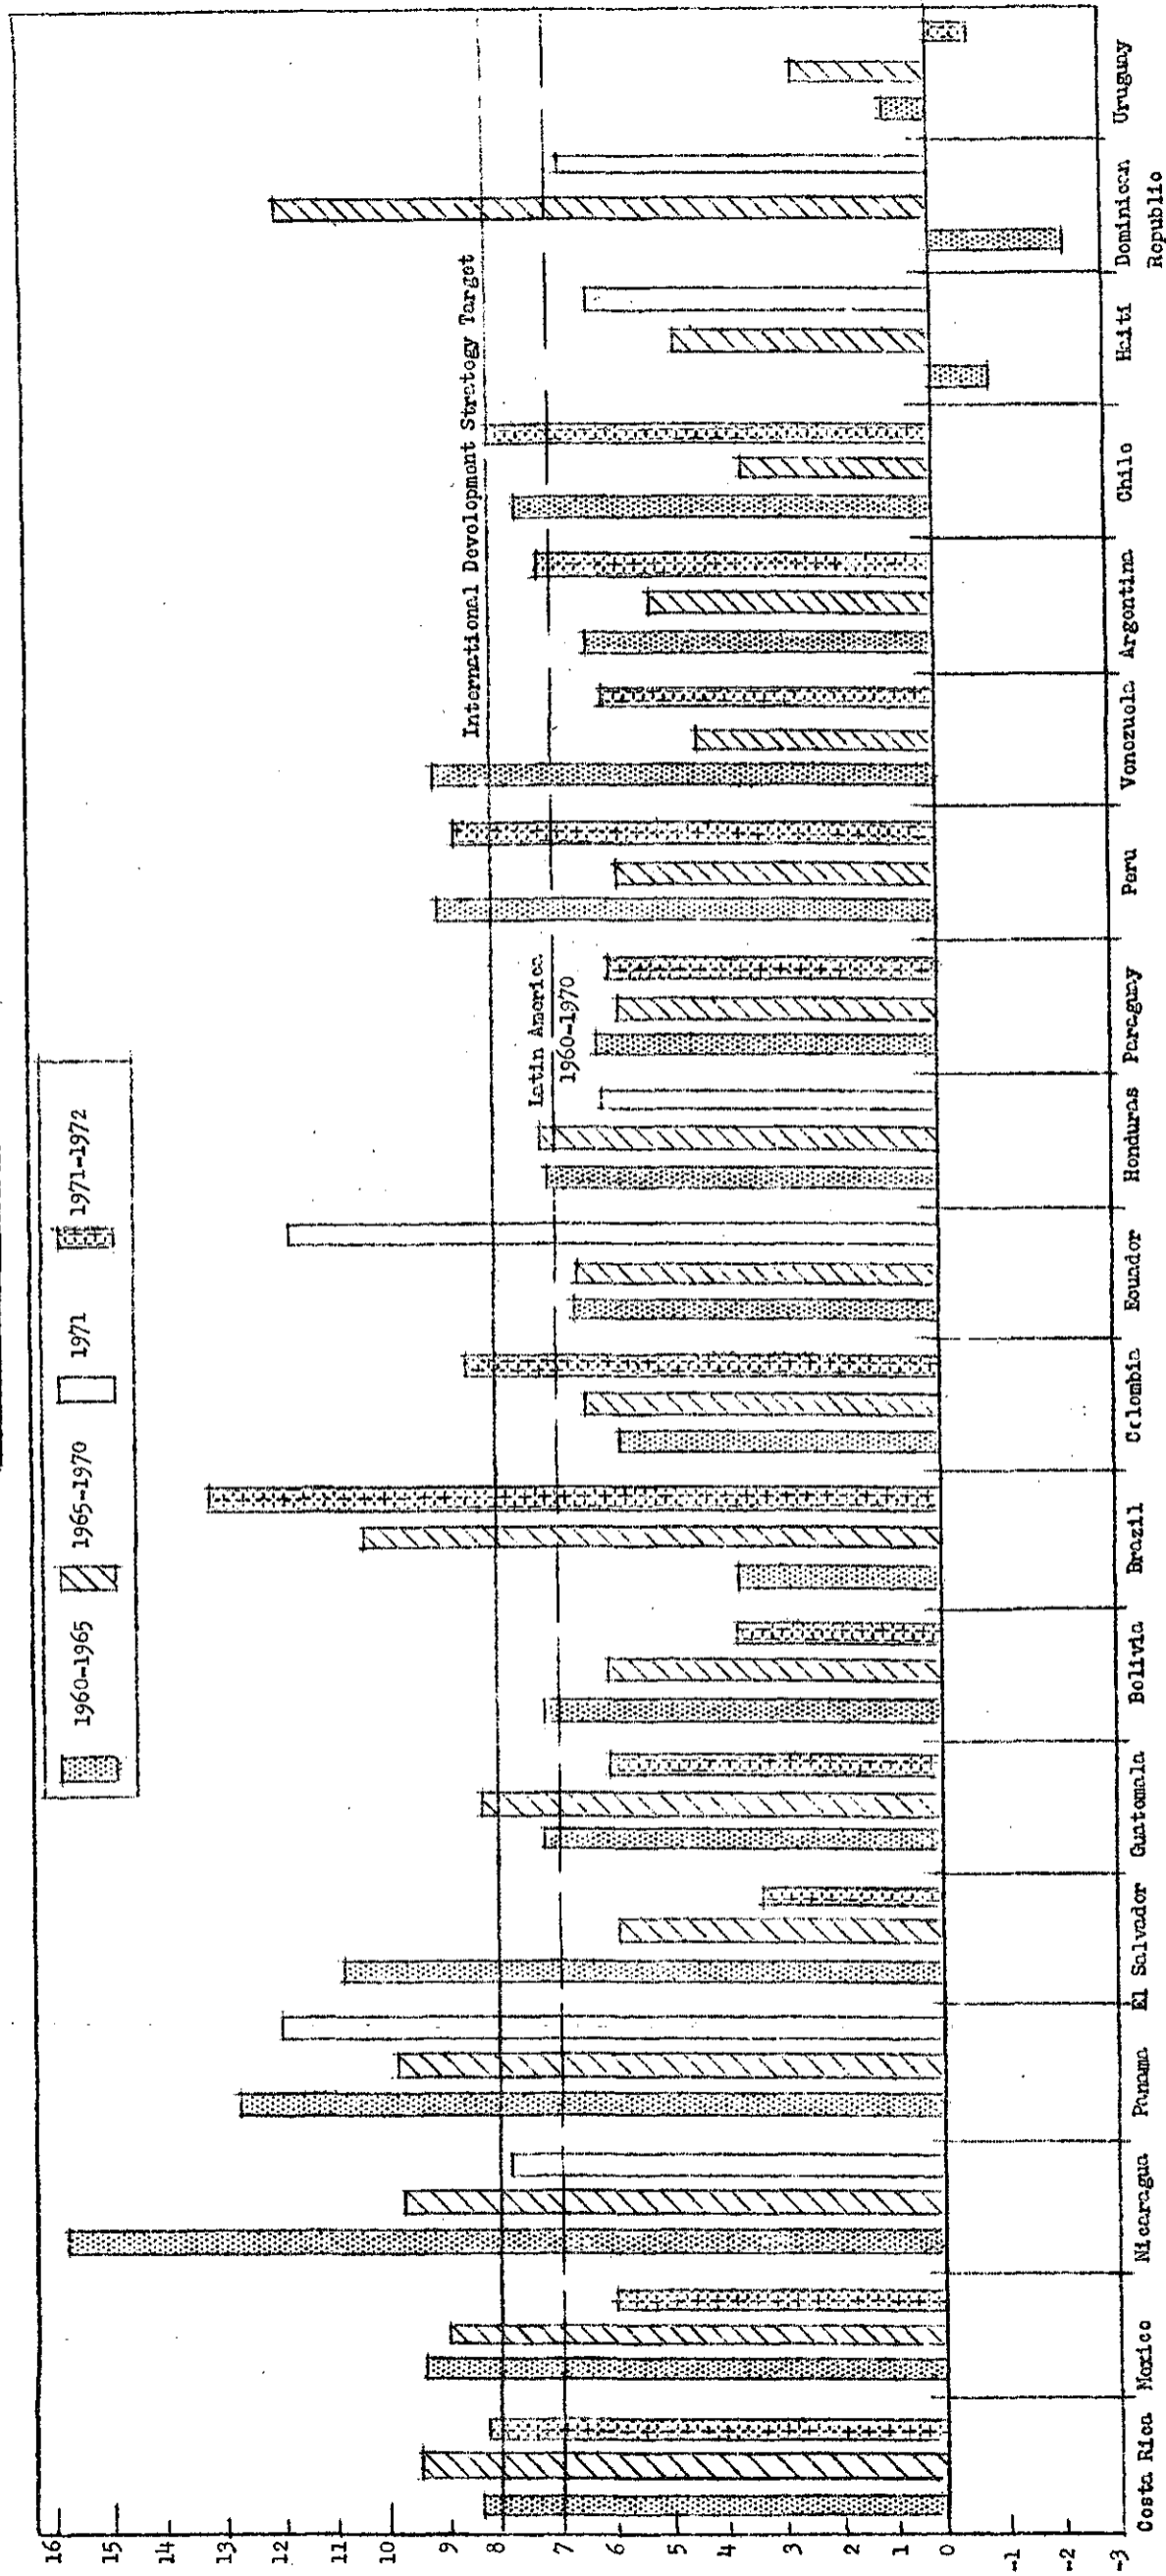 1960-1965
1965-1970
1971
1971-1972
16
15
13
12
11
10
9
8
7
6
5
4
3
2
1
0
-1
-2
-3
International Development Strategy Target
Latin America
1960-1970
Costa Rica
Mexico
Nicaragua
Panama
El Salvador
Guatemala
Bolivia
Brazil
Colombia
Ecuador
Honduras
Paraguay
Peru
Venozuola
Argentina
Chile
Haiti
Dominican
Republic
Uruguay